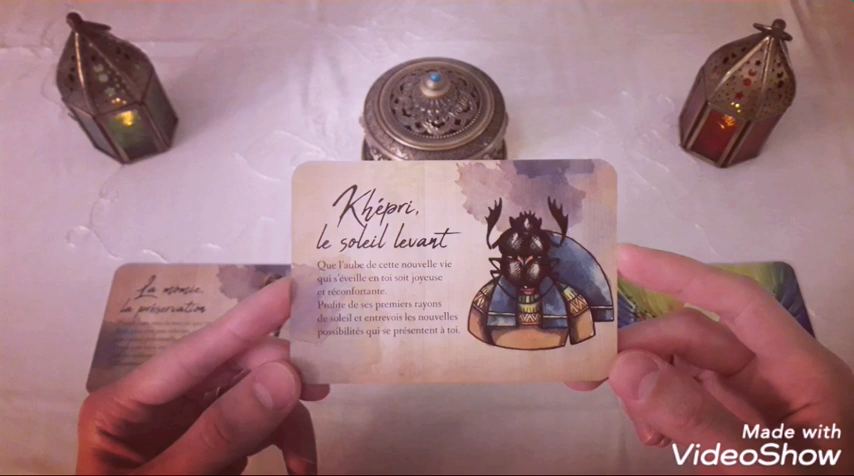 Khépri,
le soleil levant
Que l'aube de cette nouvelle vie
qui s'éveille en toi soit joyeuse
et réconfortante.
Profite de ses premiers rayons
de soleil et entrevois les nouvelles
possibilités qui se présentent à toi.
La momie,
la préservation
Made with
VideoShow